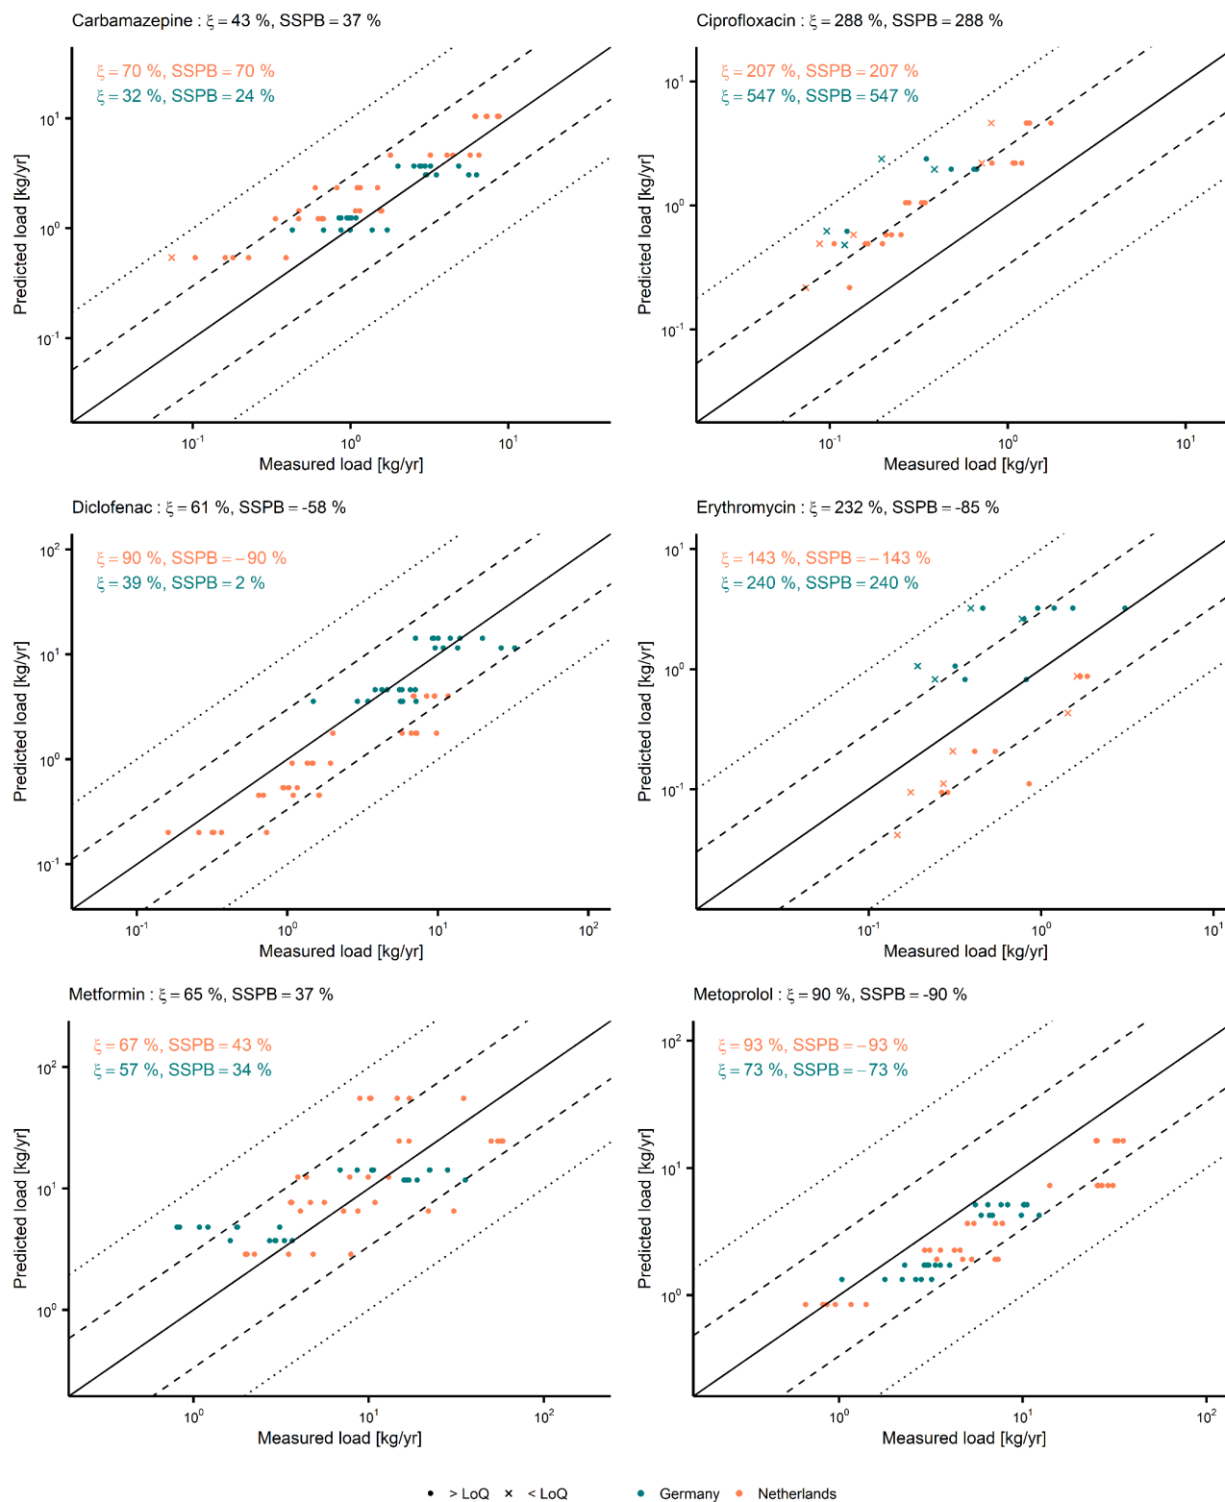 Carbamazepine : ξ = 43 %, SSPB = 37 %
ξ = 70 %, SSPB = 70 %
ξ = 32 %, SSPB = 24 %
Predicted load [kg/yr]
10¹
10⁰
10⁻¹
10⁻¹ 10⁰ 10¹
Measured load [kg/yr]
Ciprofloxacin : ξ = 288 %, SSPB = 288 %
ξ = 207 %, SSPB = 207 %
ξ = 547 %, SSPB = 547 %
Predicted load [kg/yr]
10¹
10⁰
10⁻¹
10⁻¹ 10⁰ 10¹
Measured load [kg/yr]
Diclofenac : ξ = 61 %, SSPB = -58 %
ξ = 90 %, SSPB = −90 %
ξ = 39 %, SSPB = 2 %
Predicted load [kg/yr]
10²
10¹
10⁰
10⁻¹
10⁻¹ 10⁰ 10¹ 10²
Measured load [kg/yr]
Erythromycin : ξ = 232 %, SSPB = -85 %
ξ = 143 %, SSPB = −143 %
ξ = 240 %, SSPB = 240 %
Predicted load [kg/yr]
10¹
10⁰
10⁻¹
10⁻¹ 10⁰ 10¹
Measured load [kg/yr]
Metformin : ξ = 65 %, SSPB = 37 %
ξ = 67 %, SSPB = 43 %
ξ = 57 %, SSPB = 34 %
Predicted load [kg/yr]
10²
10¹
10⁰
10⁰ 10¹ 10²
Measured load [kg/yr]
Metoprolol : ξ = 90 %, SSPB = -90 %
ξ = 93 %, SSPB = −93 %
ξ = 73 %, SSPB = −73 %
Predicted load [kg/yr]
10²
10¹
10⁰
10⁰ 10¹ 10²
Measured load [kg/yr]
> LoQ < LoQ Germany Netherlands